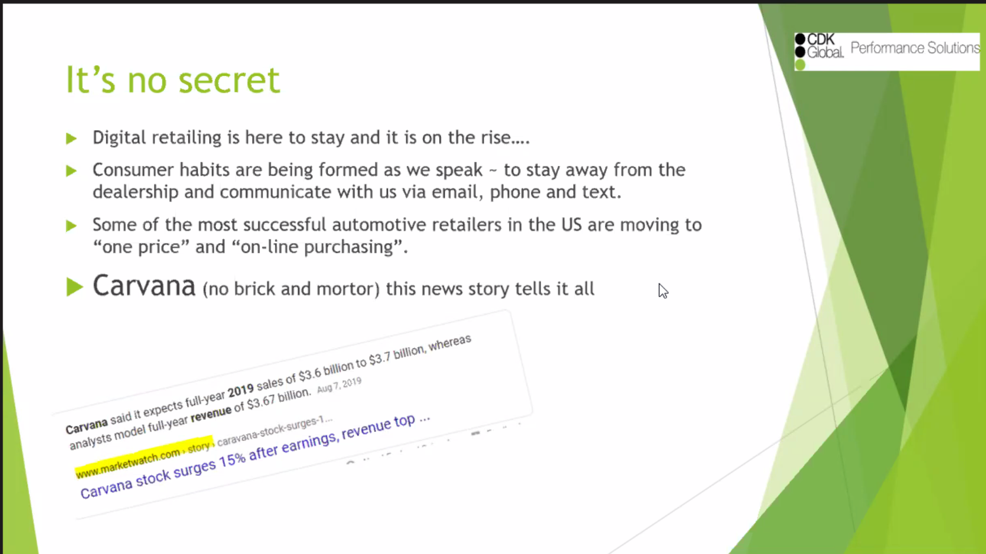 CDK
Global. Performance Solutions
It's no secret
Digital retailing is here to stay and it is on the rise....
Consumer habits are being formed as we speak ~ to stay away from the
dealership and communicate with us via email, phone and text.
Some of the most successful automotive retailers in the US are moving to
“one price” and “on-line purchasing”.
Carvana (no brick and mortor) this news story tells it all
Carvana said it expects full-year 2019 sales of $3.6 billion to $3.7 billion, whereas
analysts model full-year revenue of $3.67 billion. Aug 7, 2019
www.marketwatch.com › story › caravana-stock-surges-1...
Carvana stock surges 15% after earnings, revenue top ...